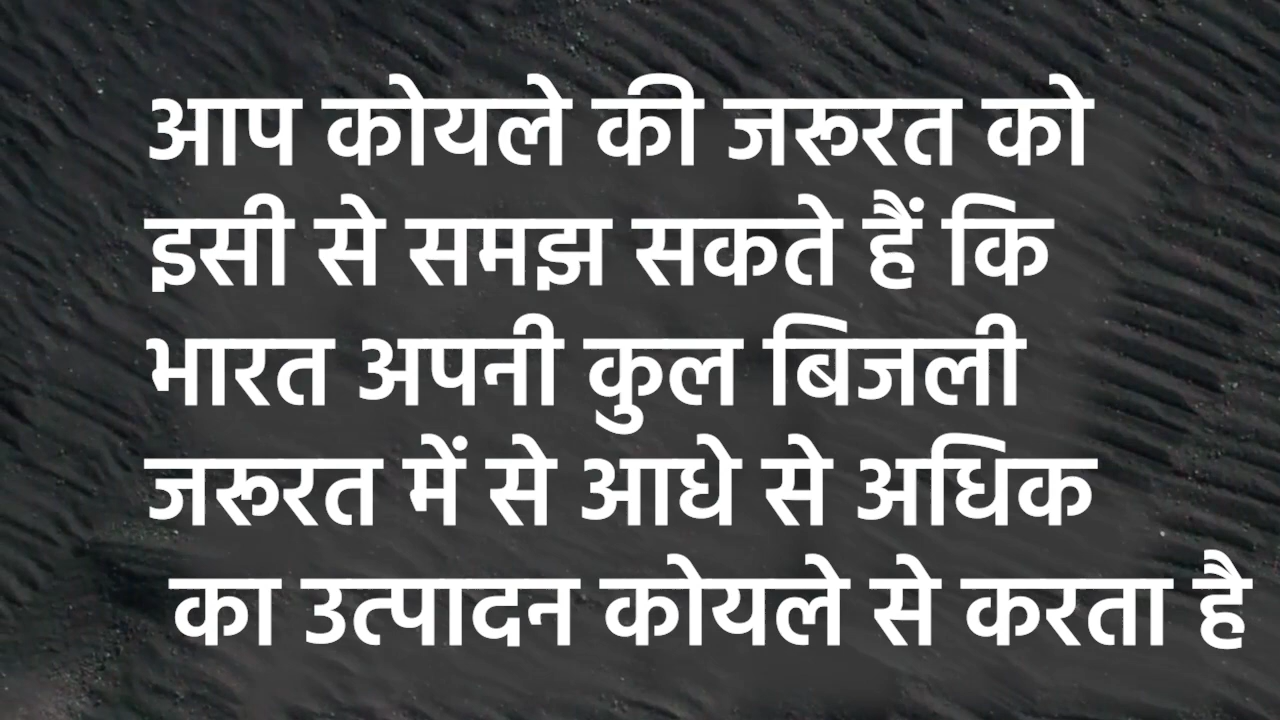 आप कोयले की जरूरत को
इसी से समझ सकते हैं कि
भारत अपनी कुल बिजली
जरूरत में से आधे से अधिक
का उत्पादन कोयले से करता है